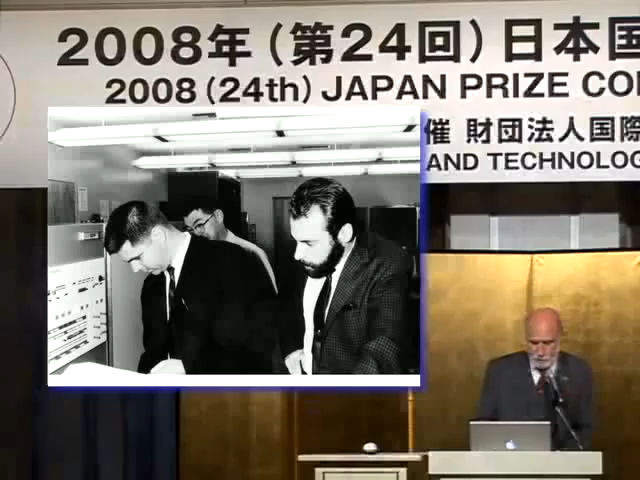 2008年(第24回)日本国
2008 (24th) JAPAN PRIZE CO
催 財団法人国際
AND TECHNOLOG